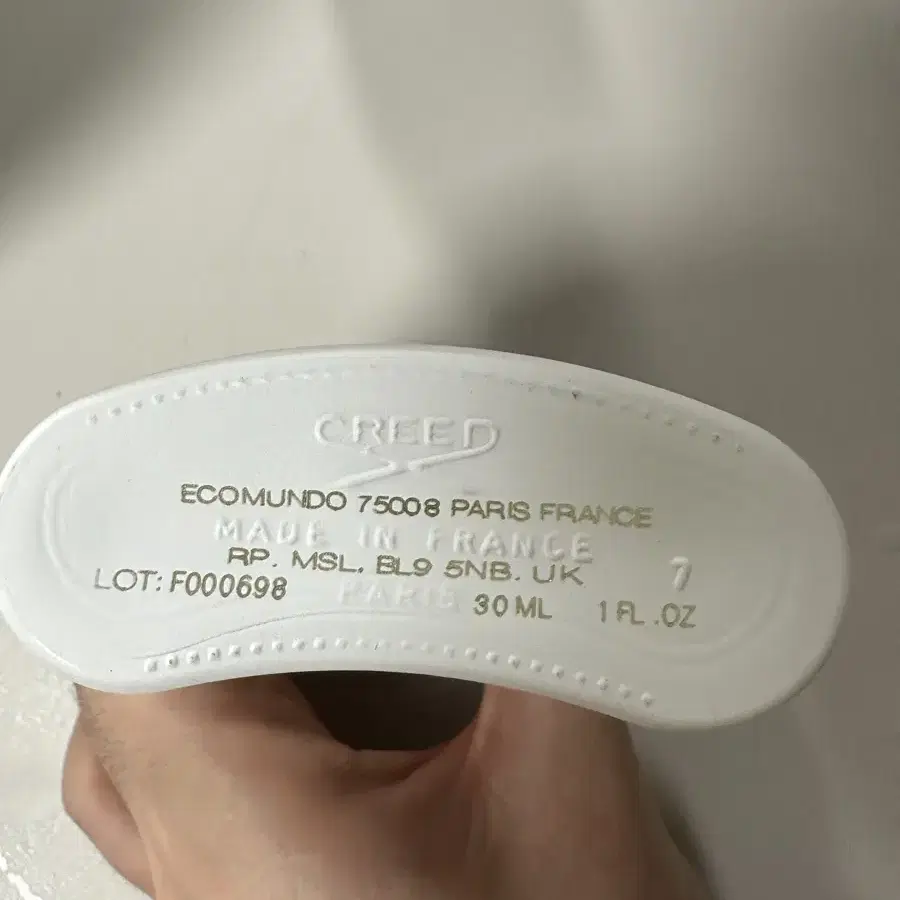 CREED
ECOMUNDO 75008 PARIS FRANCE
MADE IN FRANCE
RP. MSL. BL9 5NB. UK 7
LOT: F000698 PARIS 30 ML 1 FL .OZ